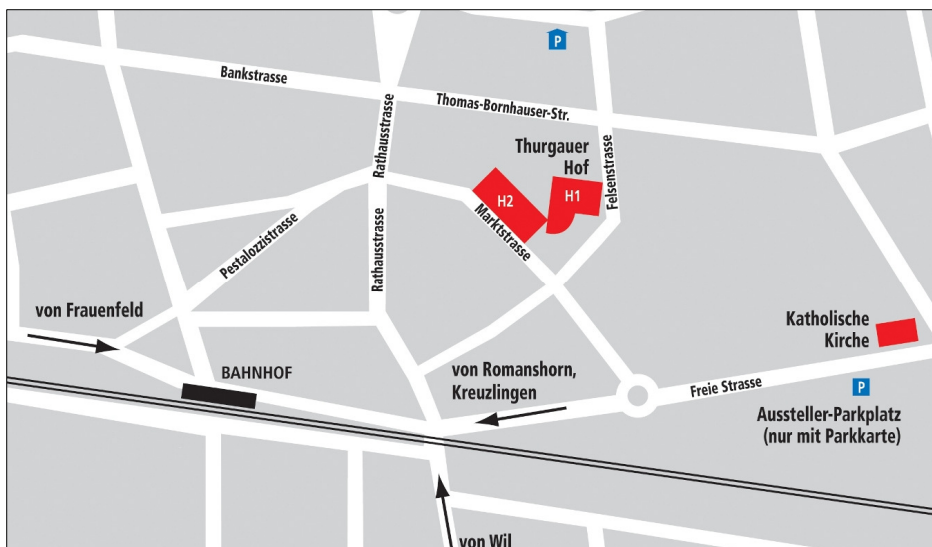 P
Bankstrasse
Thomas-Bornhauser-Str.
Rathausstrasse
Thurgauer
Hof
Felsenstrasse
H2
H1
Marktstrasse
Pestalozzistrasse
Rathausstrasse
von Frauenfeld
Katholische
Kirche
BAHNHOF
von Romanshorn,
Kreuzlingen
Freie Strasse
P
Aussteller-Parkplatz
(nur mit Parkkarte)
von Wil